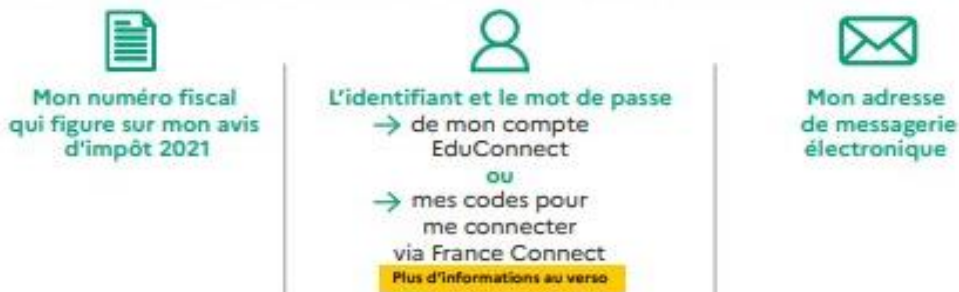 Mon numéro fiscal
qui figure sur mon avis
d'impôt 2021
L'identifiant et le mot de passe
→ de mon compte
EduConnect
ou
→ mes codes pour
me connecter
via France Connect
Plus d'informations au verso
Mon adresse
de messagerie
électronique